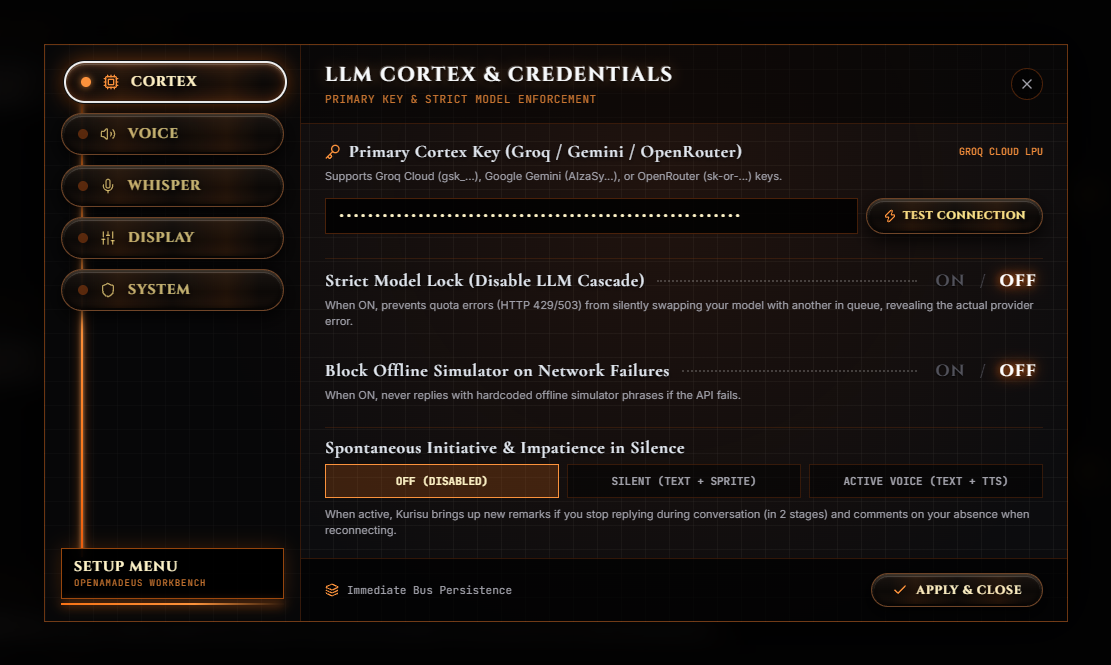 CORTEX
VOICE
WHISPER
DISPLAY
SYSTEM
SETUP MENU
OPENAMADEUS WORKBENCH
LLM CORTEX & CREDENTIALS
PRIMARY KEY & STRICT MODEL ENFORCEMENT
Primary Cortex Key (Groq / Gemini / OpenRouter)
GROQ CLOUD LPU
Supports Groq Cloud (gsk_...), Google Gemini (AIzaSy...), or OpenRouter (sk-or-...) keys.
TEST CONNECTION
Strict Model Lock (Disable LLM Cascade)
ON / OFF
When ON, prevents quota errors (HTTP 429/503) from silently swapping your model with another in queue, revealing the actual provider
error.
Block Offline Simulator on Network Failures
ON / OFF
When ON, never replies with hardcoded offline simulator phrases if the API fails.
Spontaneous Initiative & Impatience in Silence
OFF (DISABLED)
SILENT (TEXT + SPRITE)
ACTIVE VOICE (TEXT + TTS)
When active, Kurisu brings up new remarks if you stop replying during conversation (in 2 stages) and comments on your absence when
reconnecting.
Immediate Bus Persistence
APPLY & CLOSE